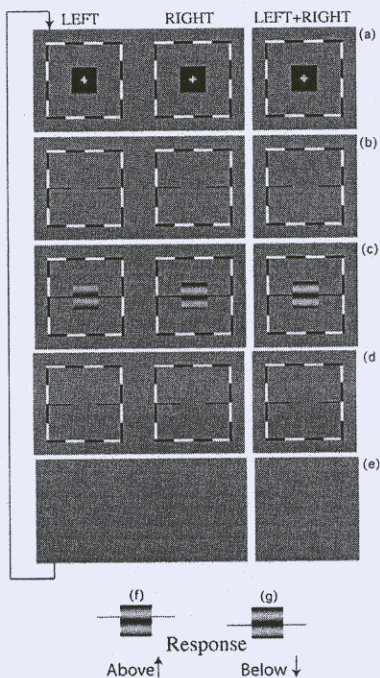 LEFT RIGHT LEFT+RIGHT
(a)
(b)
(c)
(d)
(e)
(f) (g)
Response
Above↑ Below↓